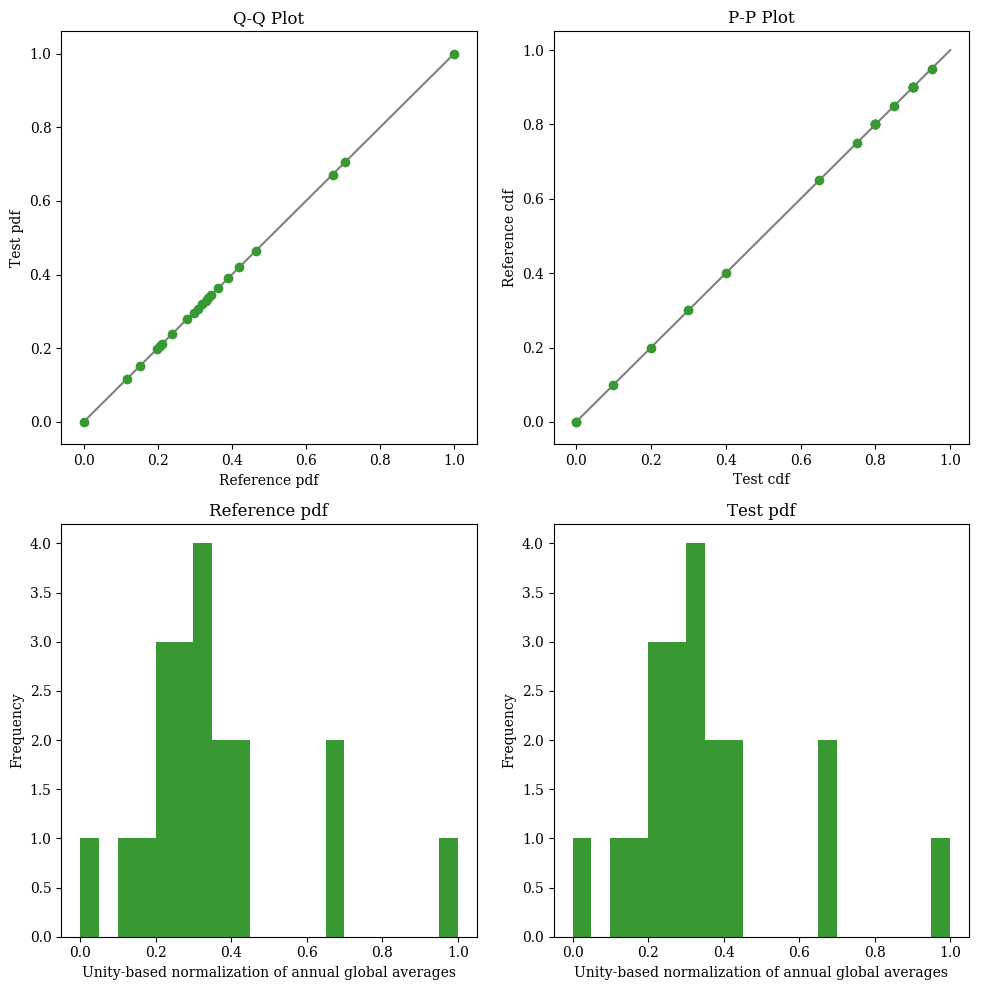 Q-Q Plot
1.0
0.8
0.6
0.4
0.2
0.0
Test pdf
0.0 0.2 0.4 0.6 0.8 1.0
Reference pdf
P-P Plot
1.0
0.8
0.6
0.4
0.2
0.0
Reference cdf
0.0 0.2 0.4 0.6 0.8 1.0
Test cdf
Reference pdf
4.0
3.5
3.0
2.5
2.0
1.5
1.0
0.5
0.0
Frequency
0.0 0.2 0.4 0.6 0.8 1.0
Unity-based normalization of annual global averages
Test pdf
4.0
3.5
3.0
2.5
2.0
1.5
1.0
0.5
0.0
Frequency
0.0 0.2 0.4 0.6 0.8 1.0
Unity-based normalization of annual global averages